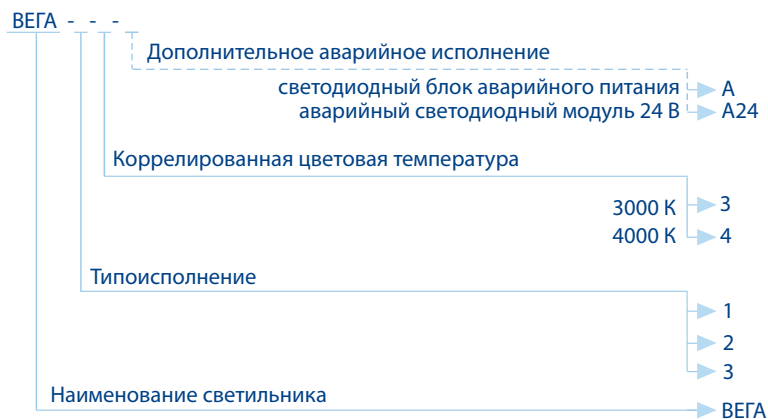 ВЕГА - - -
Дополнительное аварийное исполнение
светодиодный блок аварийного питания А
аварийный светодиодный модуль 24 В А24
Коррелированная цветовая температура
3000 К 3
4000 К 4
Типоисполнение
1
2
3
Наименование светильника
ВЕГА